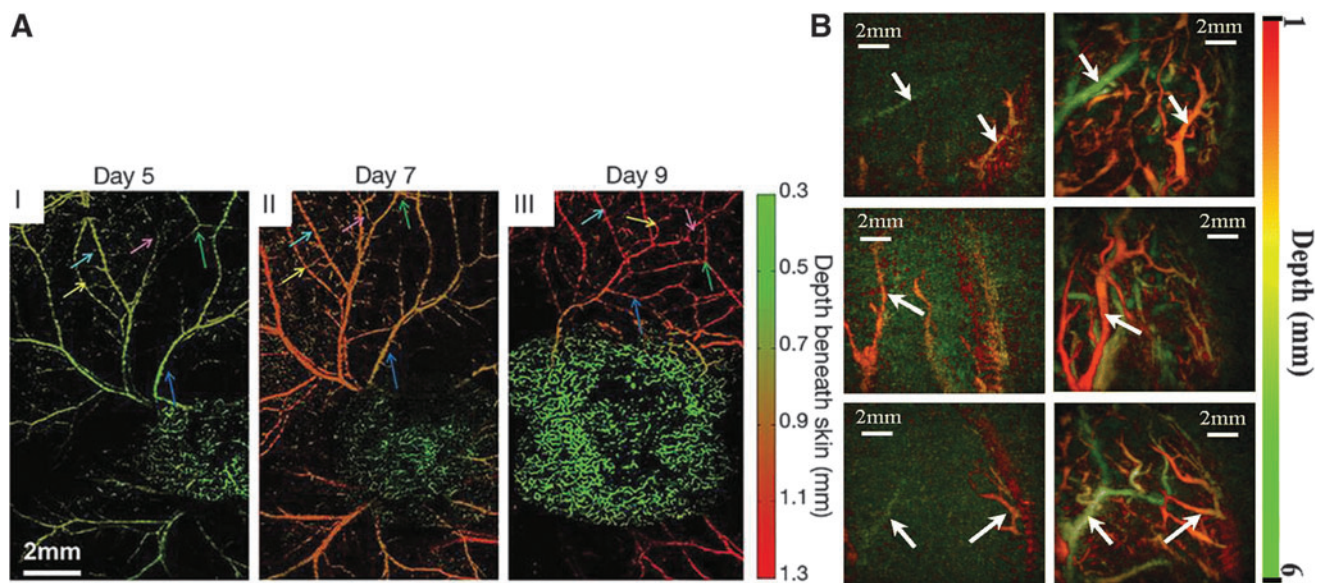 A
B
Day 5
Day 7
Day 9
I
II
III
2mm
0.3
0.5
0.7
0.9
1.1
1.3
Depth beneath skin (mm)
2mm
2mm
2mm
2mm
2mm
2mm
1
Depth (mm)
6